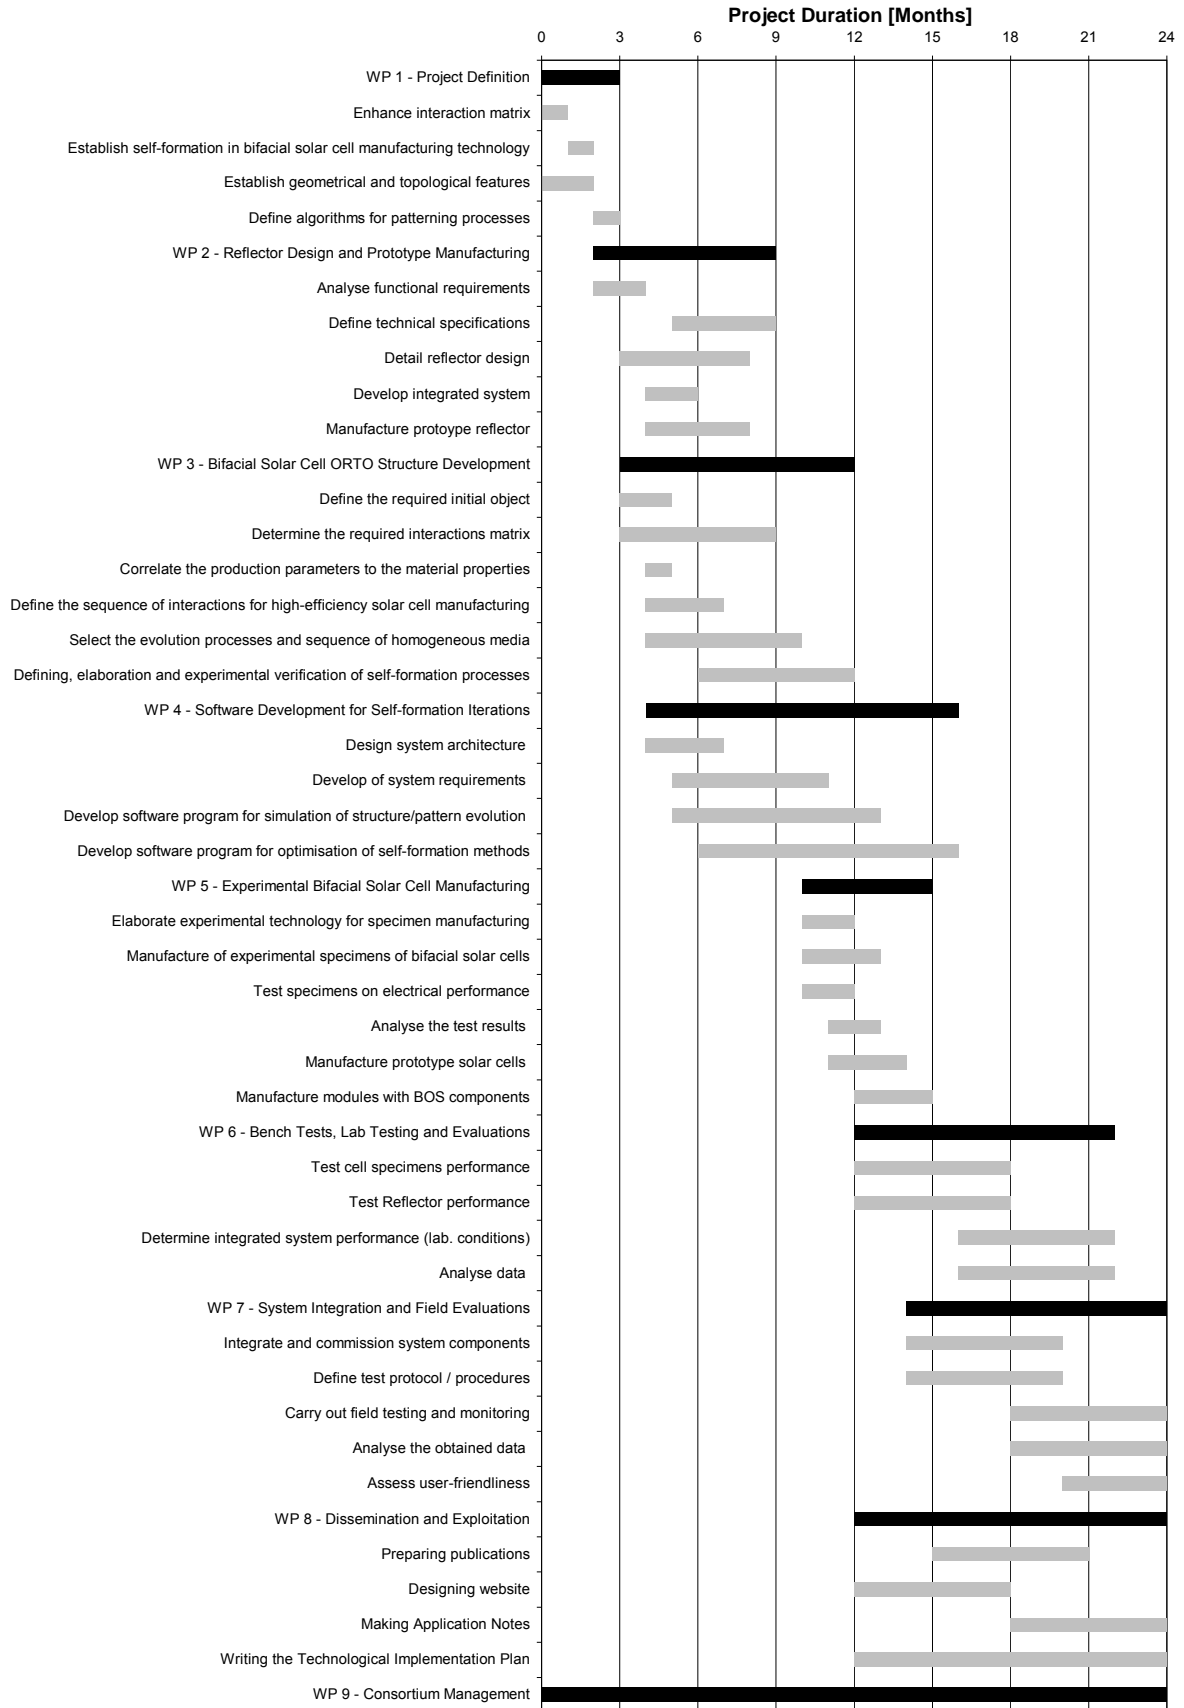 Project Duration [Months]
0 3 6 9 12 15 18 21 24
WP 1 - Project Definition
Enhance interaction matrix
Establish self-formation in bifacial solar cell manufacturing technology
Establish geometrical and topological features
Define algorithms for patterning processes
WP 2 - Reflector Design and Prototype Manufacturing
Analyse functional requirements
Define technical specifications
Detail reflector design
Develop integrated system
Manufacture protoype reflector
WP 3 - Bifacial Solar Cell ORTO Structure Development
Define the required initial object
Determine the required interactions matrix
Correlate the production parameters to the material properties
Define the sequence of interactions for high-efficiency solar cell manufacturing
Select the evolution processes and sequence of homogeneous media
Defining, elaboration and experimental verification of self-formation processes
WP 4 - Software Development for Self-formation Iterations
Design system architecture
Develop of system requirements
Develop software program for simulation of structure/pattern evolution
Develop software program for optimisation of self-formation methods
WP 5 - Experimental Bifacial Solar Cell Manufacturing
Elaborate experimental technology for specimen manufacturing
Manufacture of experimental specimens of bifacial solar cells
Test specimens on electrical performance
Analyse the test results
Manufacture prototype solar cells
Manufacture modules with BOS components
WP 6 - Bench Tests, Lab Testing and Evaluations
Test cell specimens performance
Test Reflector performance
Determine integrated system performance (lab. conditions)
Analyse data
WP 7 - System Integration and Field Evaluations
Integrate and commission system components
Define test protocol / procedures
Carry out field testing and monitoring
Analyse the obtained data
Assess user-friendliness
WP 8 - Dissemination and Exploitation
Preparing publications
Designing website
Making Application Notes
Writing the Technological Implementation Plan
WP 9 - Consortium Management